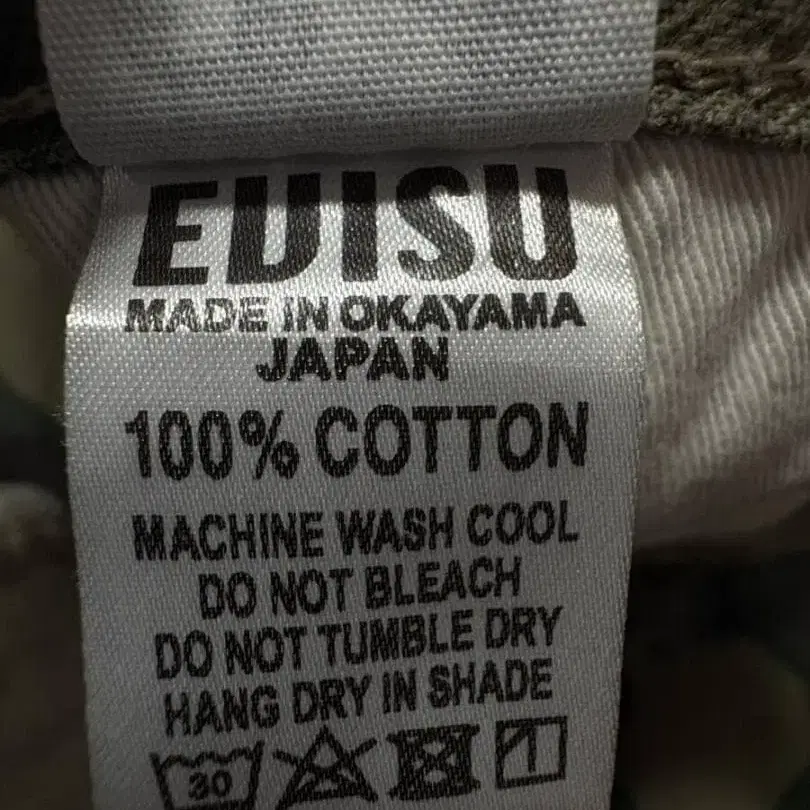 EVISU
MADE IN OKAYAMA
JAPAN
100% COTTON
MACHINE WASH COOL
DO NOT BLEACH
DO NOT TUMBLE DRY
HANG DRY IN SHADE
30